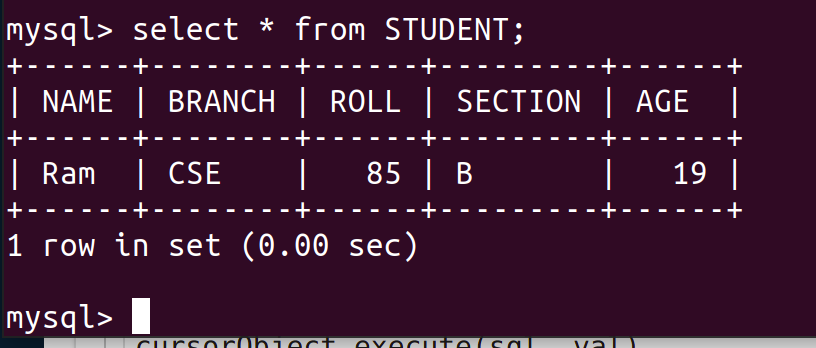 mysql> select * from STUDENT;
+------+--------+------+---------+------+
| NAME | BRANCH | ROLL | SECTION | AGE  |
+------+--------+------+---------+------+
| Ram  | CSE    |   85 | B       |   19 |
+------+--------+------+---------+------+
1 row in set (0.00 sec)
mysql>
cursorObject.execute(sql, val)